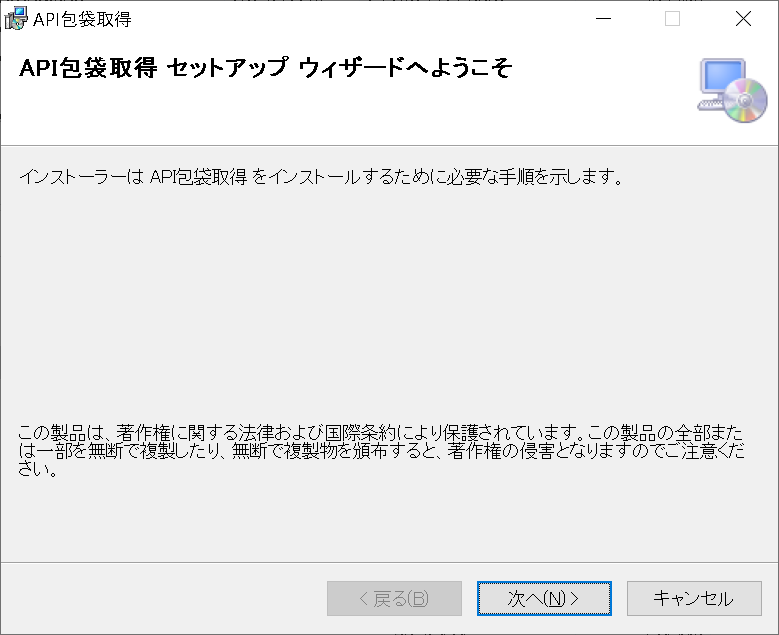 API包袋取得
API包袋取得 セットアップ ウィザードへようこそ
インストーラーは API包袋取得 をインストールするために必要な手順を示します。
この製品は、著作権に関する法律および国際条約により保護されています。この製品の全部また
は一部を無断で複製したり、無断で複製物を頒布すると、著作権の侵害となりますのでご注意くだ
さい。
< 戻る(B)
次へ(N) >
キャンセル